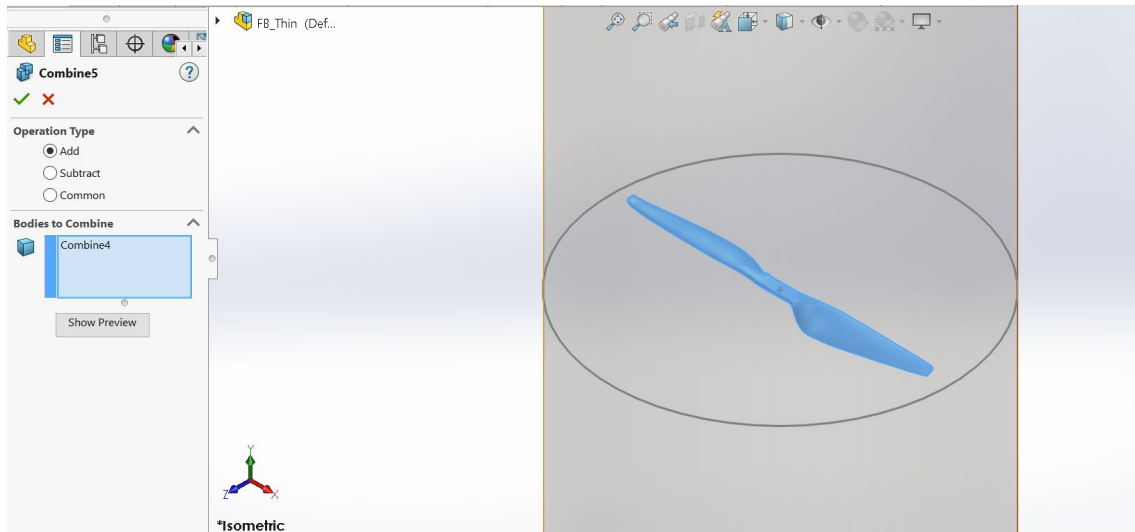 FB_Thin (Def...
Combine5
Operation Type
Add
Subtract
Common
Bodies to Combine
Combine4
Show Preview
Y
Z
X
*Isometric